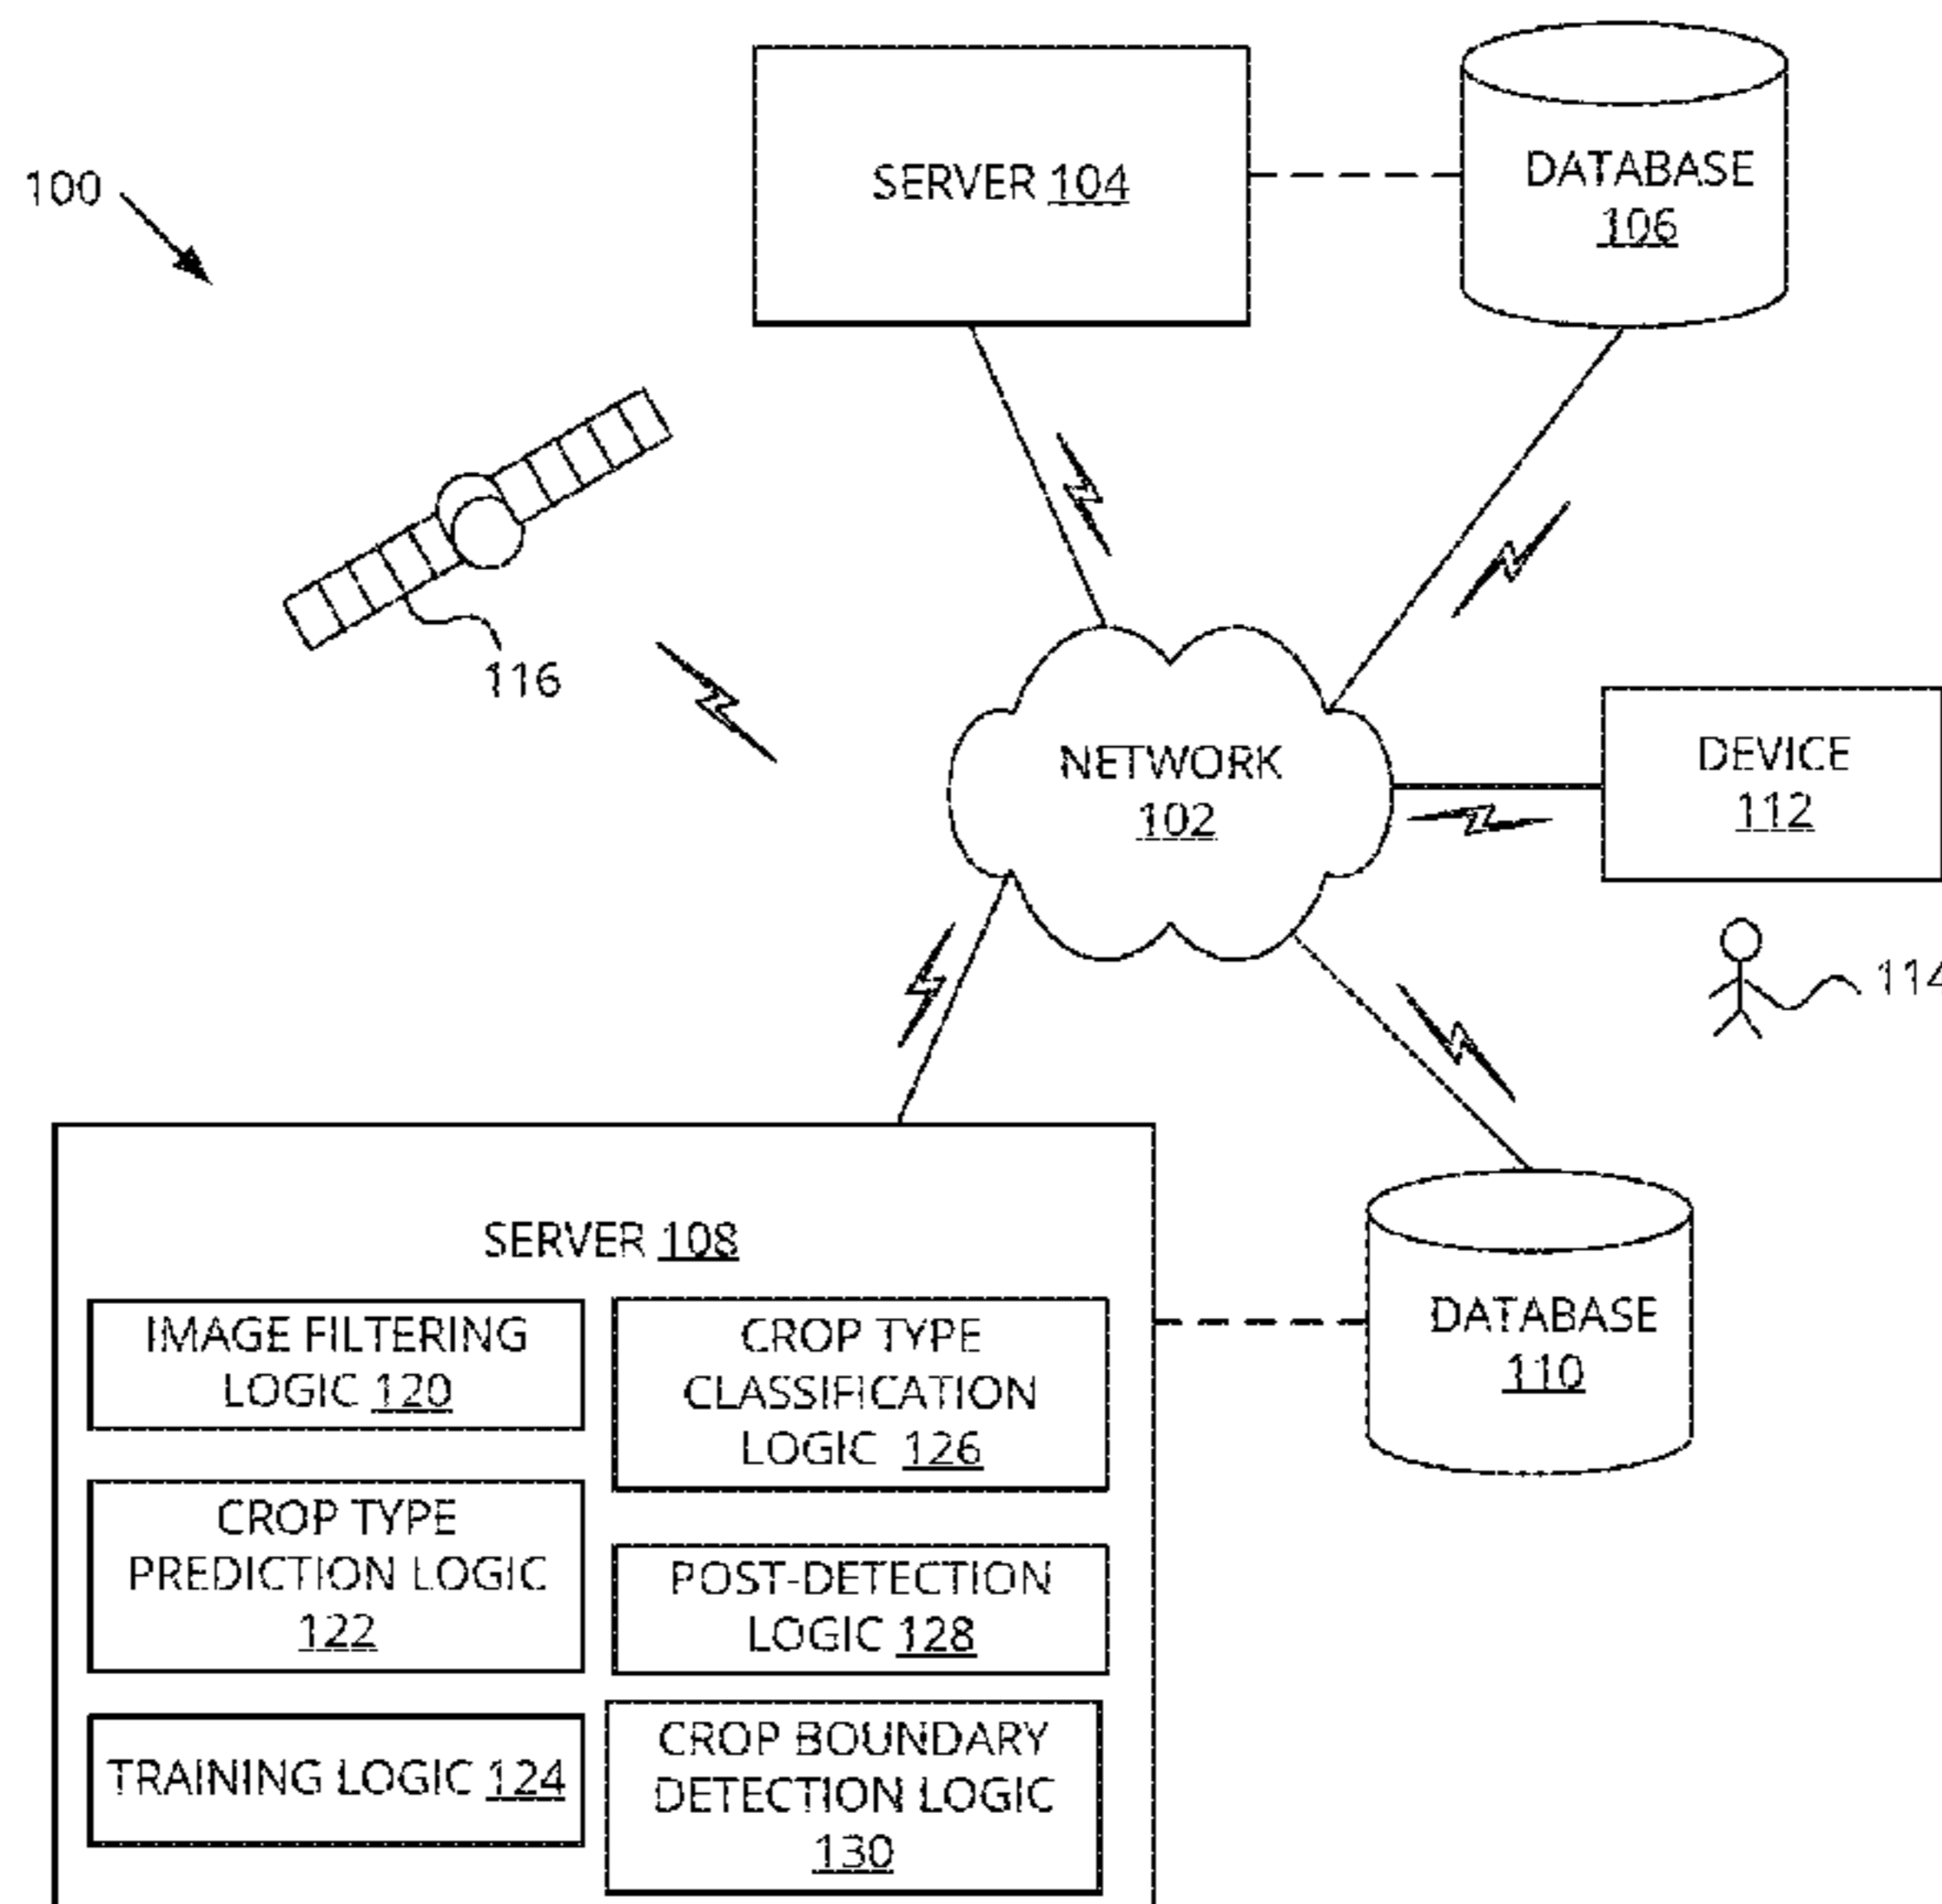 100
SERVER 104
DATABASE
106
116
NETWORK
102
DEVICE
112
114
SERVER 108
IMAGE FILTERING
LOGIC 120
CROP TYPE
PREDICTION LOGIC
122
TRAINING LOGIC 124
CROP TYPE
CLASSIFICATION
LOGIC 126
POST-DETECTION
LOGIC 128
CROP BOUNDARY
DETECTION LOGIC
130
DATABASE
110